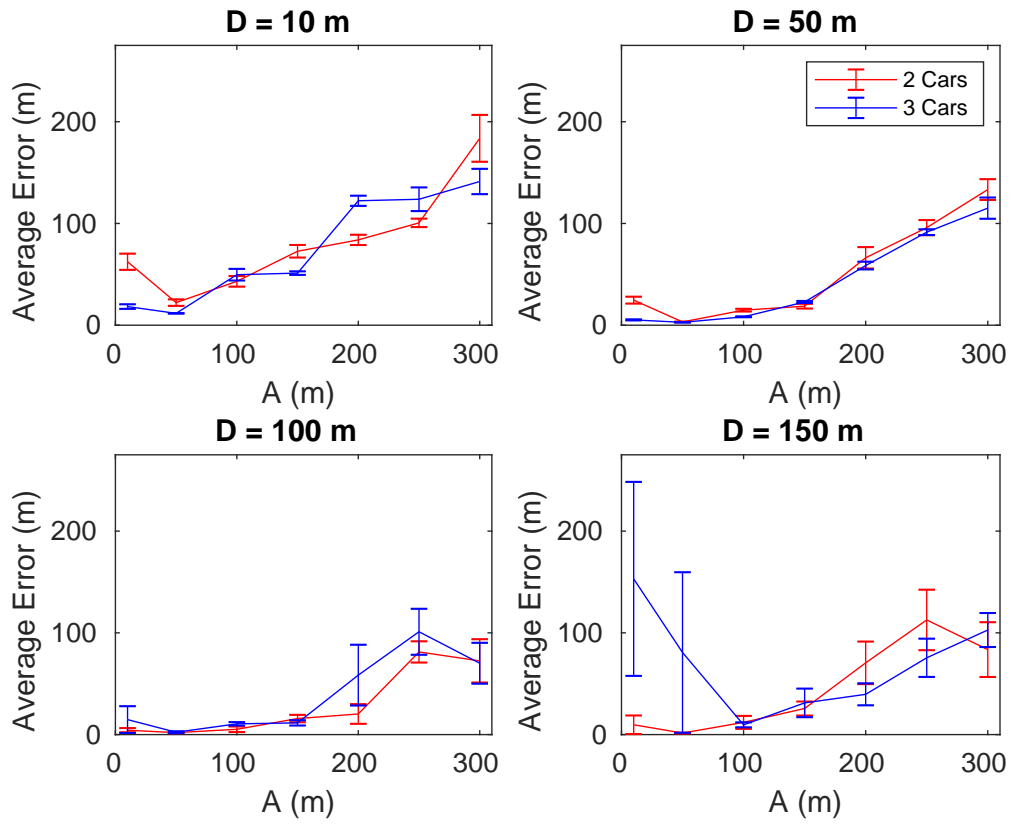 D = 10 m
Average Error (m)
200
100
0
0 100 200 300
A (m)
D = 50 m
2 Cars
3 Cars
Average Error (m)
200
100
0
0 100 200 300
A (m)
D = 100 m
Average Error (m)
200
100
0
0 100 200 300
A (m)
D = 150 m
Average Error (m)
200
100
0
0 100 200 300
A (m)